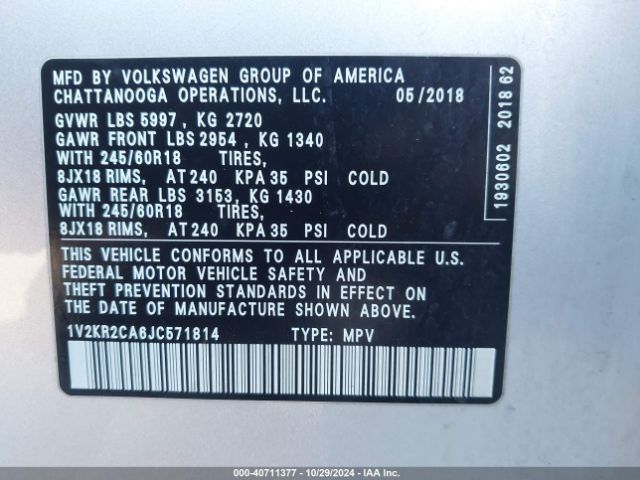 MFD BY VOLKSWAGEN GROUP OF AMERICA
CHATTANOOGA OPERATIONS, LLC. 05/2018
GVWR LBS 5997, KG 2720
GAWR FRONT LBS 2954, KG 1340
WITH 245/60R18 TIRES,
8JX18 RIMS, AT 240 KPA 35 PSI COLD
GAWR REAR LBS 3153, KG 1430
WITH 245/60R18 TIRES,
8JX18 RIMS, AT 240 KPA 35 PSI COLD
THIS VEHICLE CONFORMS TO ALL APPLICABLE U.S.
FEDERAL MOTOR VEHICLE SAFETY AND
THEFT PREVENTION STANDARDS IN EFFECT ON
THE DATE OF MANUFACTURE SHOWN ABOVE.
1V2KR2CA6JC571814 TYPE: MPV
1930602 2018 62
000-40711377 - 10/29/2024 - IAAI.com